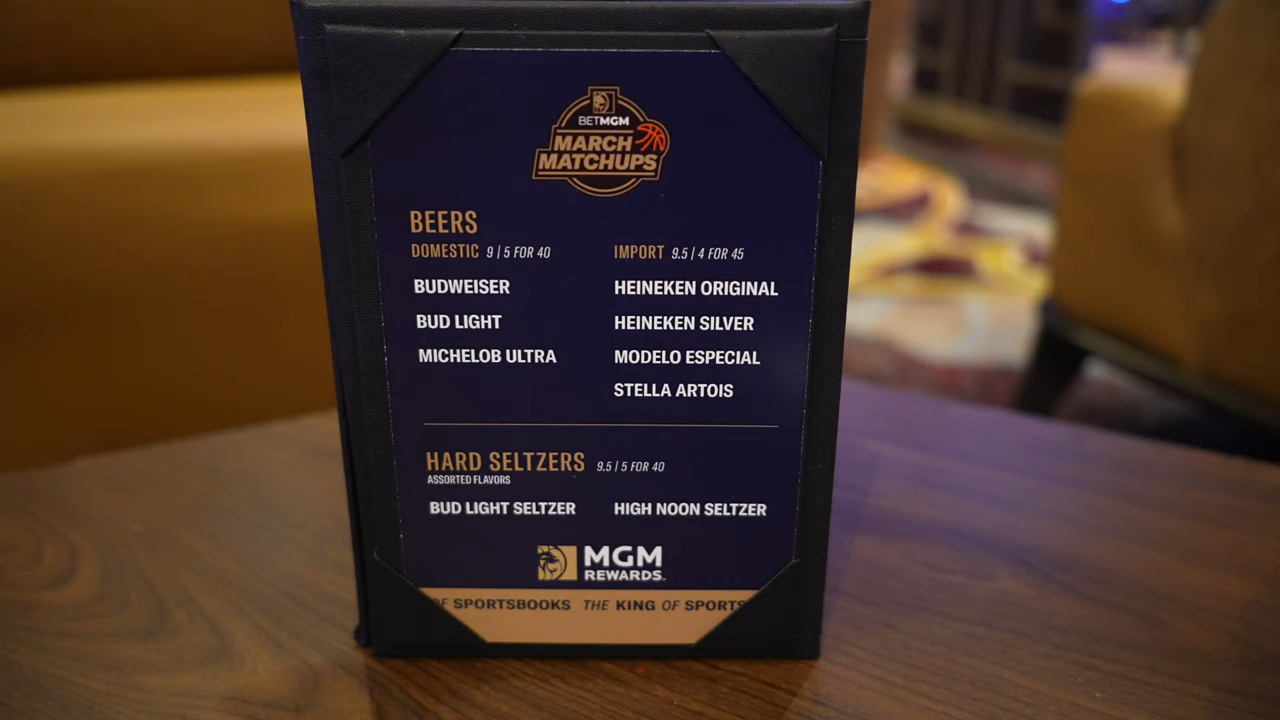 BETMGM
MARCH
MATCHUPS
BEERS
DOMESTIC 9 | 5 FOR 40
BUDWEISER
BUD LIGHT
MICHELOB ULTRA
IMPORT 9.5 | 4 FOR 45
HEINEKEN ORIGINAL
HEINEKEN SILVER
MODELO ESPECIAL
STELLA ARTOIS
HARD SELTZERS 9.5 | 5 FOR 40
ASSORTED FLAVORS
BUD LIGHT SELTZER
HIGH NOON SELTZER
MGM
REWARDS
OF SPORTSBOOKS THE KING OF SPORTS